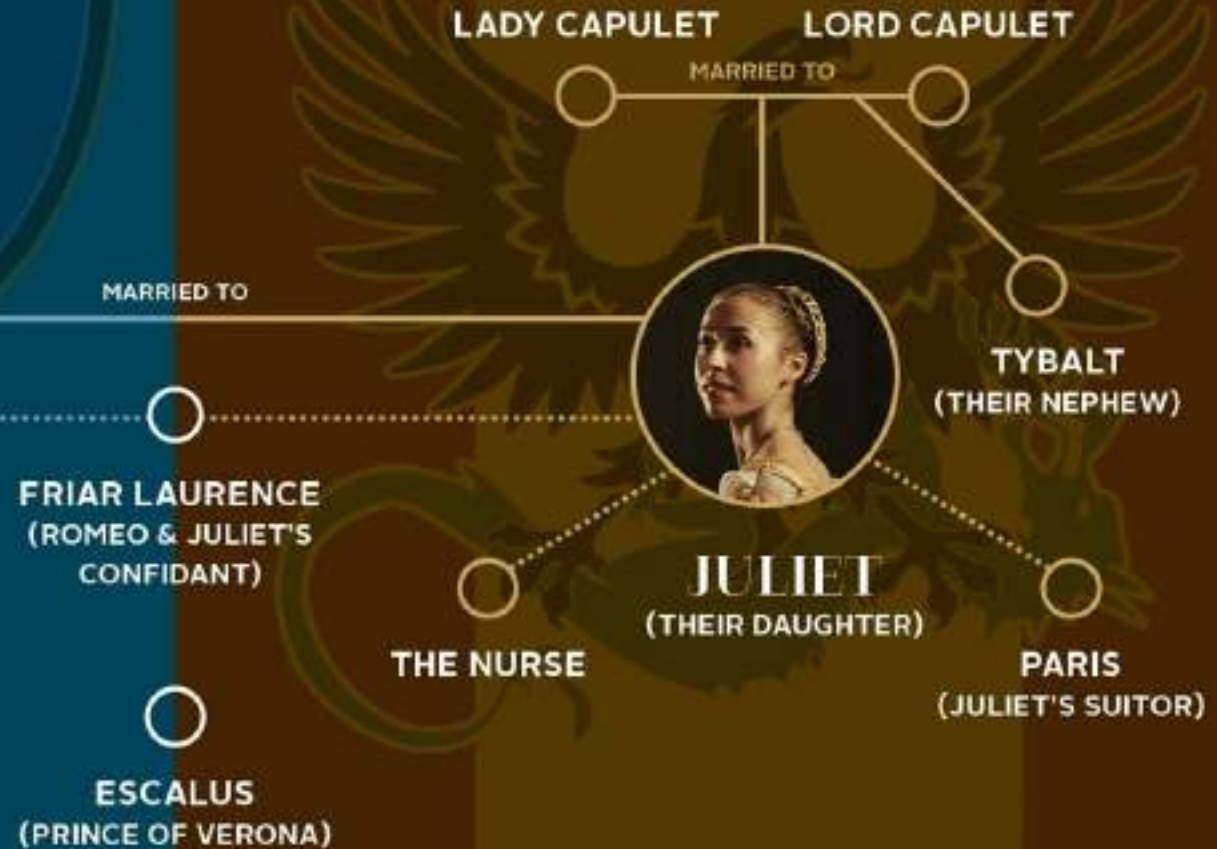 LADY CAPULET
LORD CAPULET
MARRIED TO
MARRIED TO
TYBALT
(THEIR NEPHEW)
FRIAR LAURENCE
(ROMEO & JULIET'S
CONFIDANT)
JULIET
(THEIR DAUGHTER)
THE NURSE
PARIS
(JULIET'S SUITOR)
ESCALUS
(PRINCE OF VERONA)